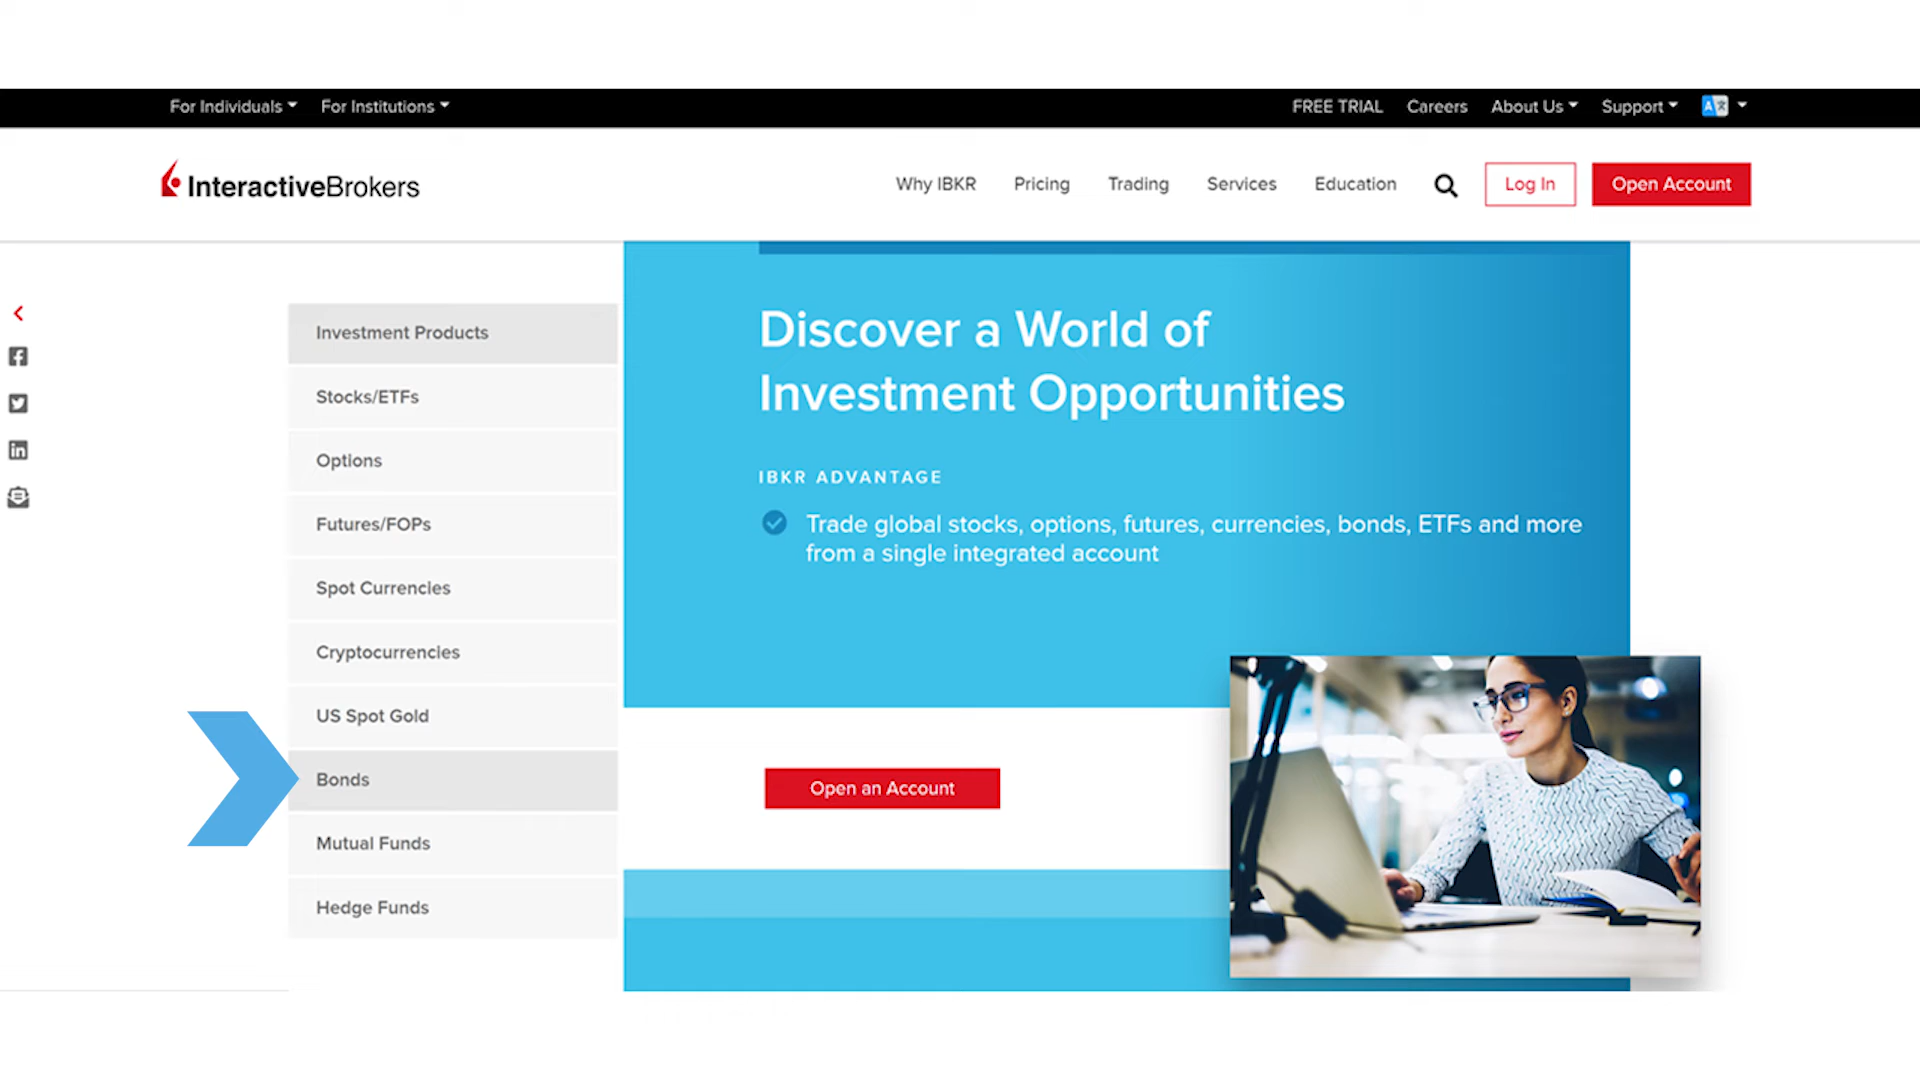 For Individuals
For Institutions
FREE TRIAL
Careers
About Us
Support
InteractiveBrokers
Why IBKR
Pricing
Trading
Services
Education
Log In
Open Account
Investment Products
Stocks/ETFs
Options
Futures/FOPs
Spot Currencies
Cryptocurrencies
US Spot Gold
Bonds
Mutual Funds
Hedge Funds
Discover a World of
Investment Opportunities
IBKR ADVANTAGE
Trade global stocks, options, futures, currencies, bonds, ETFs and more
from a single integrated account
Open an Account